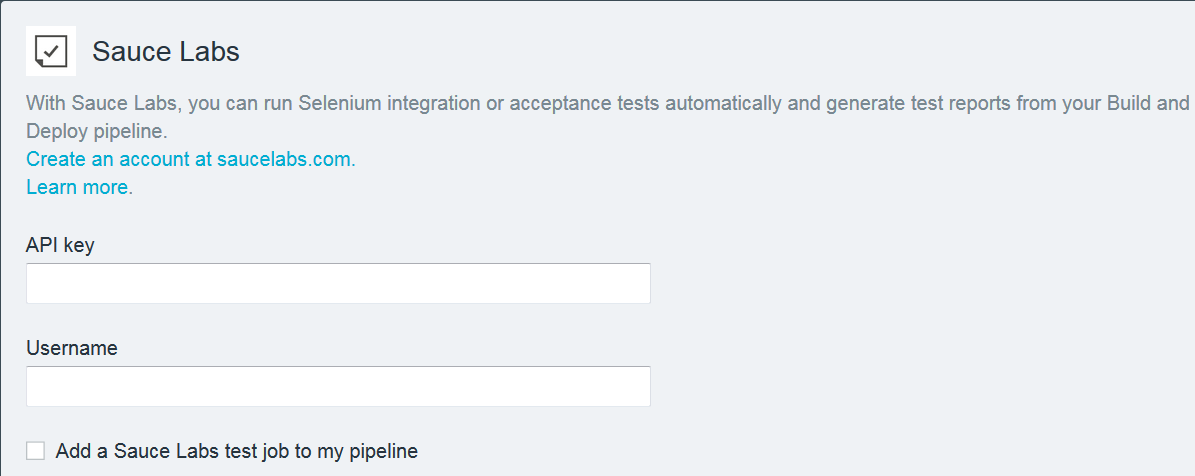 Sauce Labs
With Sauce Labs, you can run Selenium integration or acceptance tests automatically and generate test reports from your Build and
Deploy pipeline.
Create an account at saucelabs.com.
Learn more.
API key
Username
Add a Sauce Labs test job to my pipeline